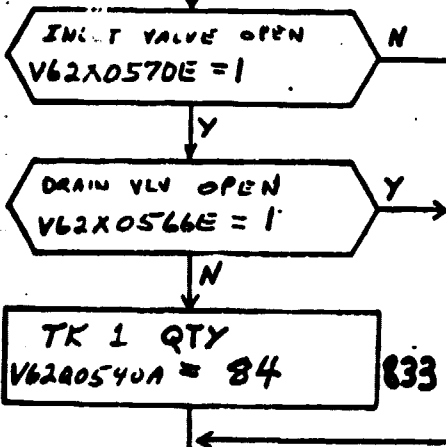 VALVE OPEN
N
V62X0570E = 1
Y
DRAIN VLV OPEN
Y
V62X0566E = 1
N
TK 1 QTY
V62Q0540A = 84
833